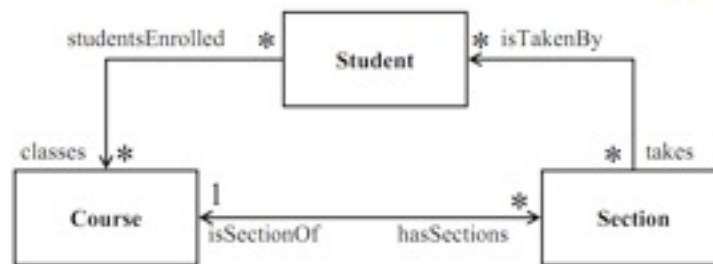 studentsEnrolled * Student * isTakenBy
classes * * takes
Course 1 * Section
isSectionOf hasSections